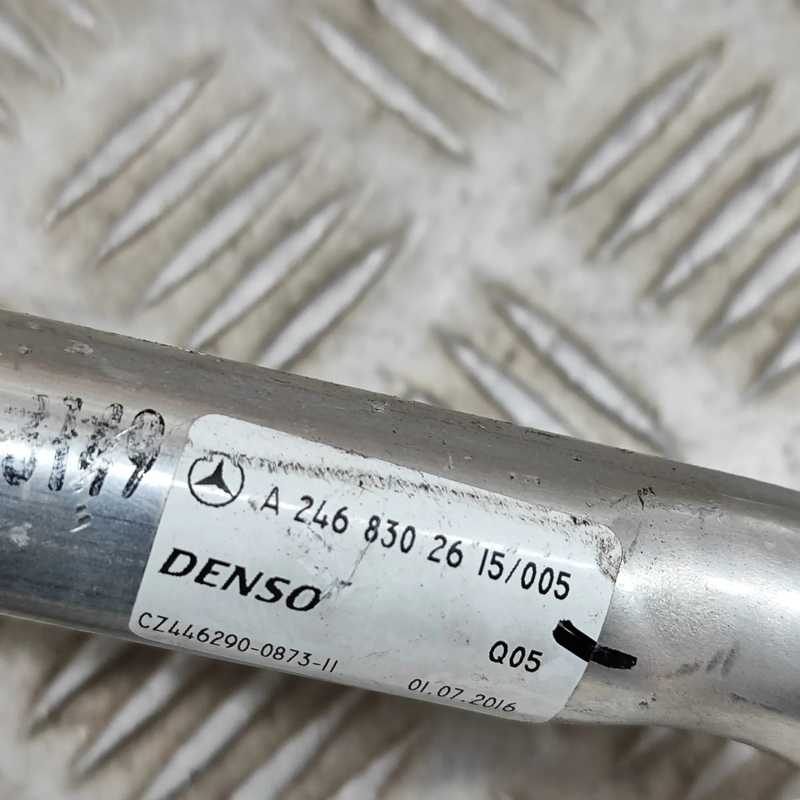 A 246 830 26 15/005
DENSO
CZ446290-0873-11
Q05
01.07.2016